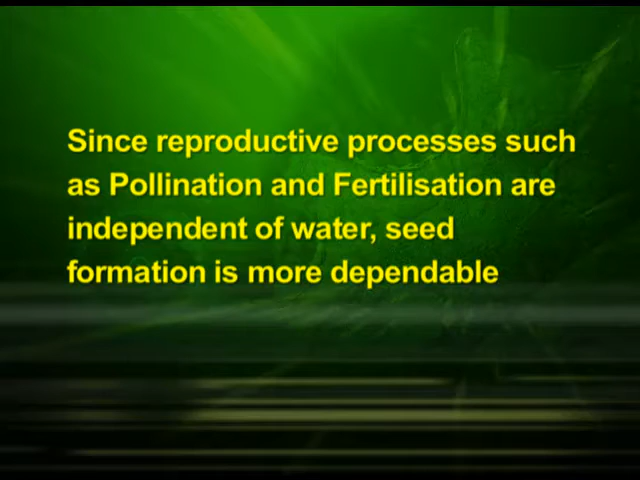 Since reproductive processes such
as Pollination and Fertilisation are
independent of water, seed
formation is more dependable